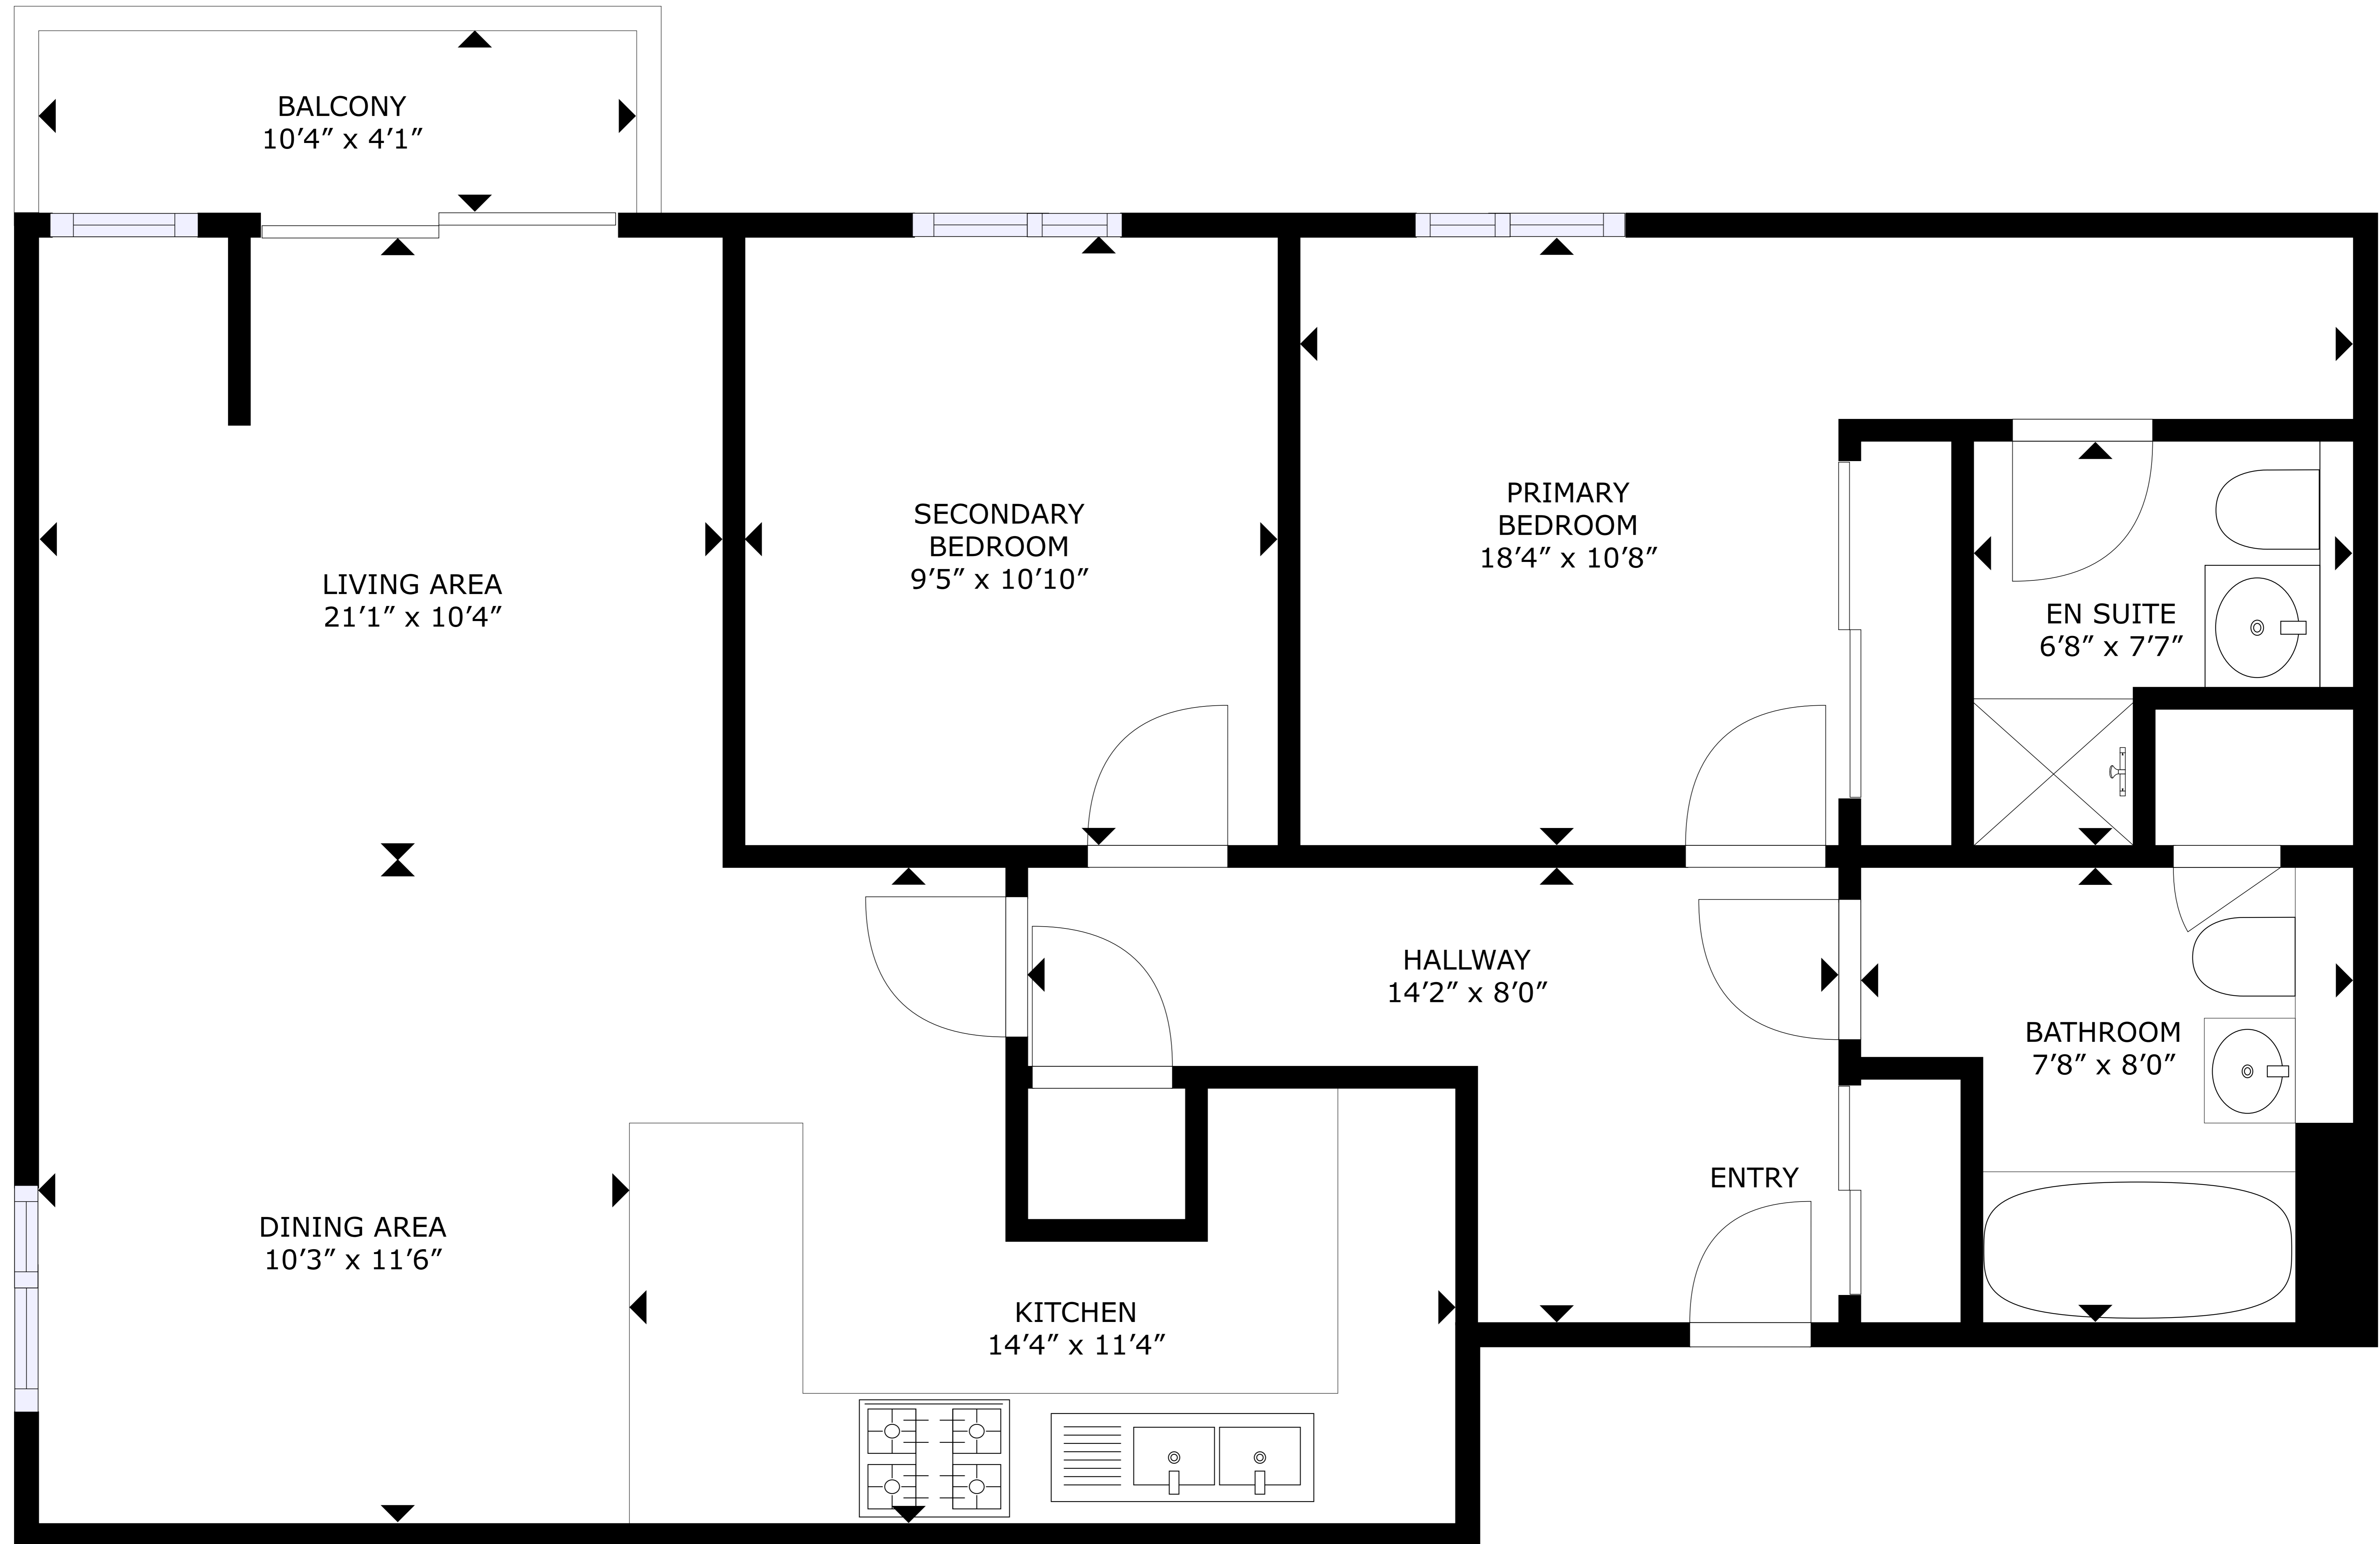 BALCONY
10’4” x 4’1”
LIVING AREA
21’1” x 10’4”
SECONDARY
BEDROOM
9’5” x 10’10”
PRIMARY
BEDROOM
18’4” x 10’8”
EN SUITE
6’8” x 7’7”
HALLWAY
14’2” x 8’0”
BATHROOM
7’8” x 8’0”
ENTRY
DINING AREA
10’3” x 11’6”
KITCHEN
14’4” x 11’4”